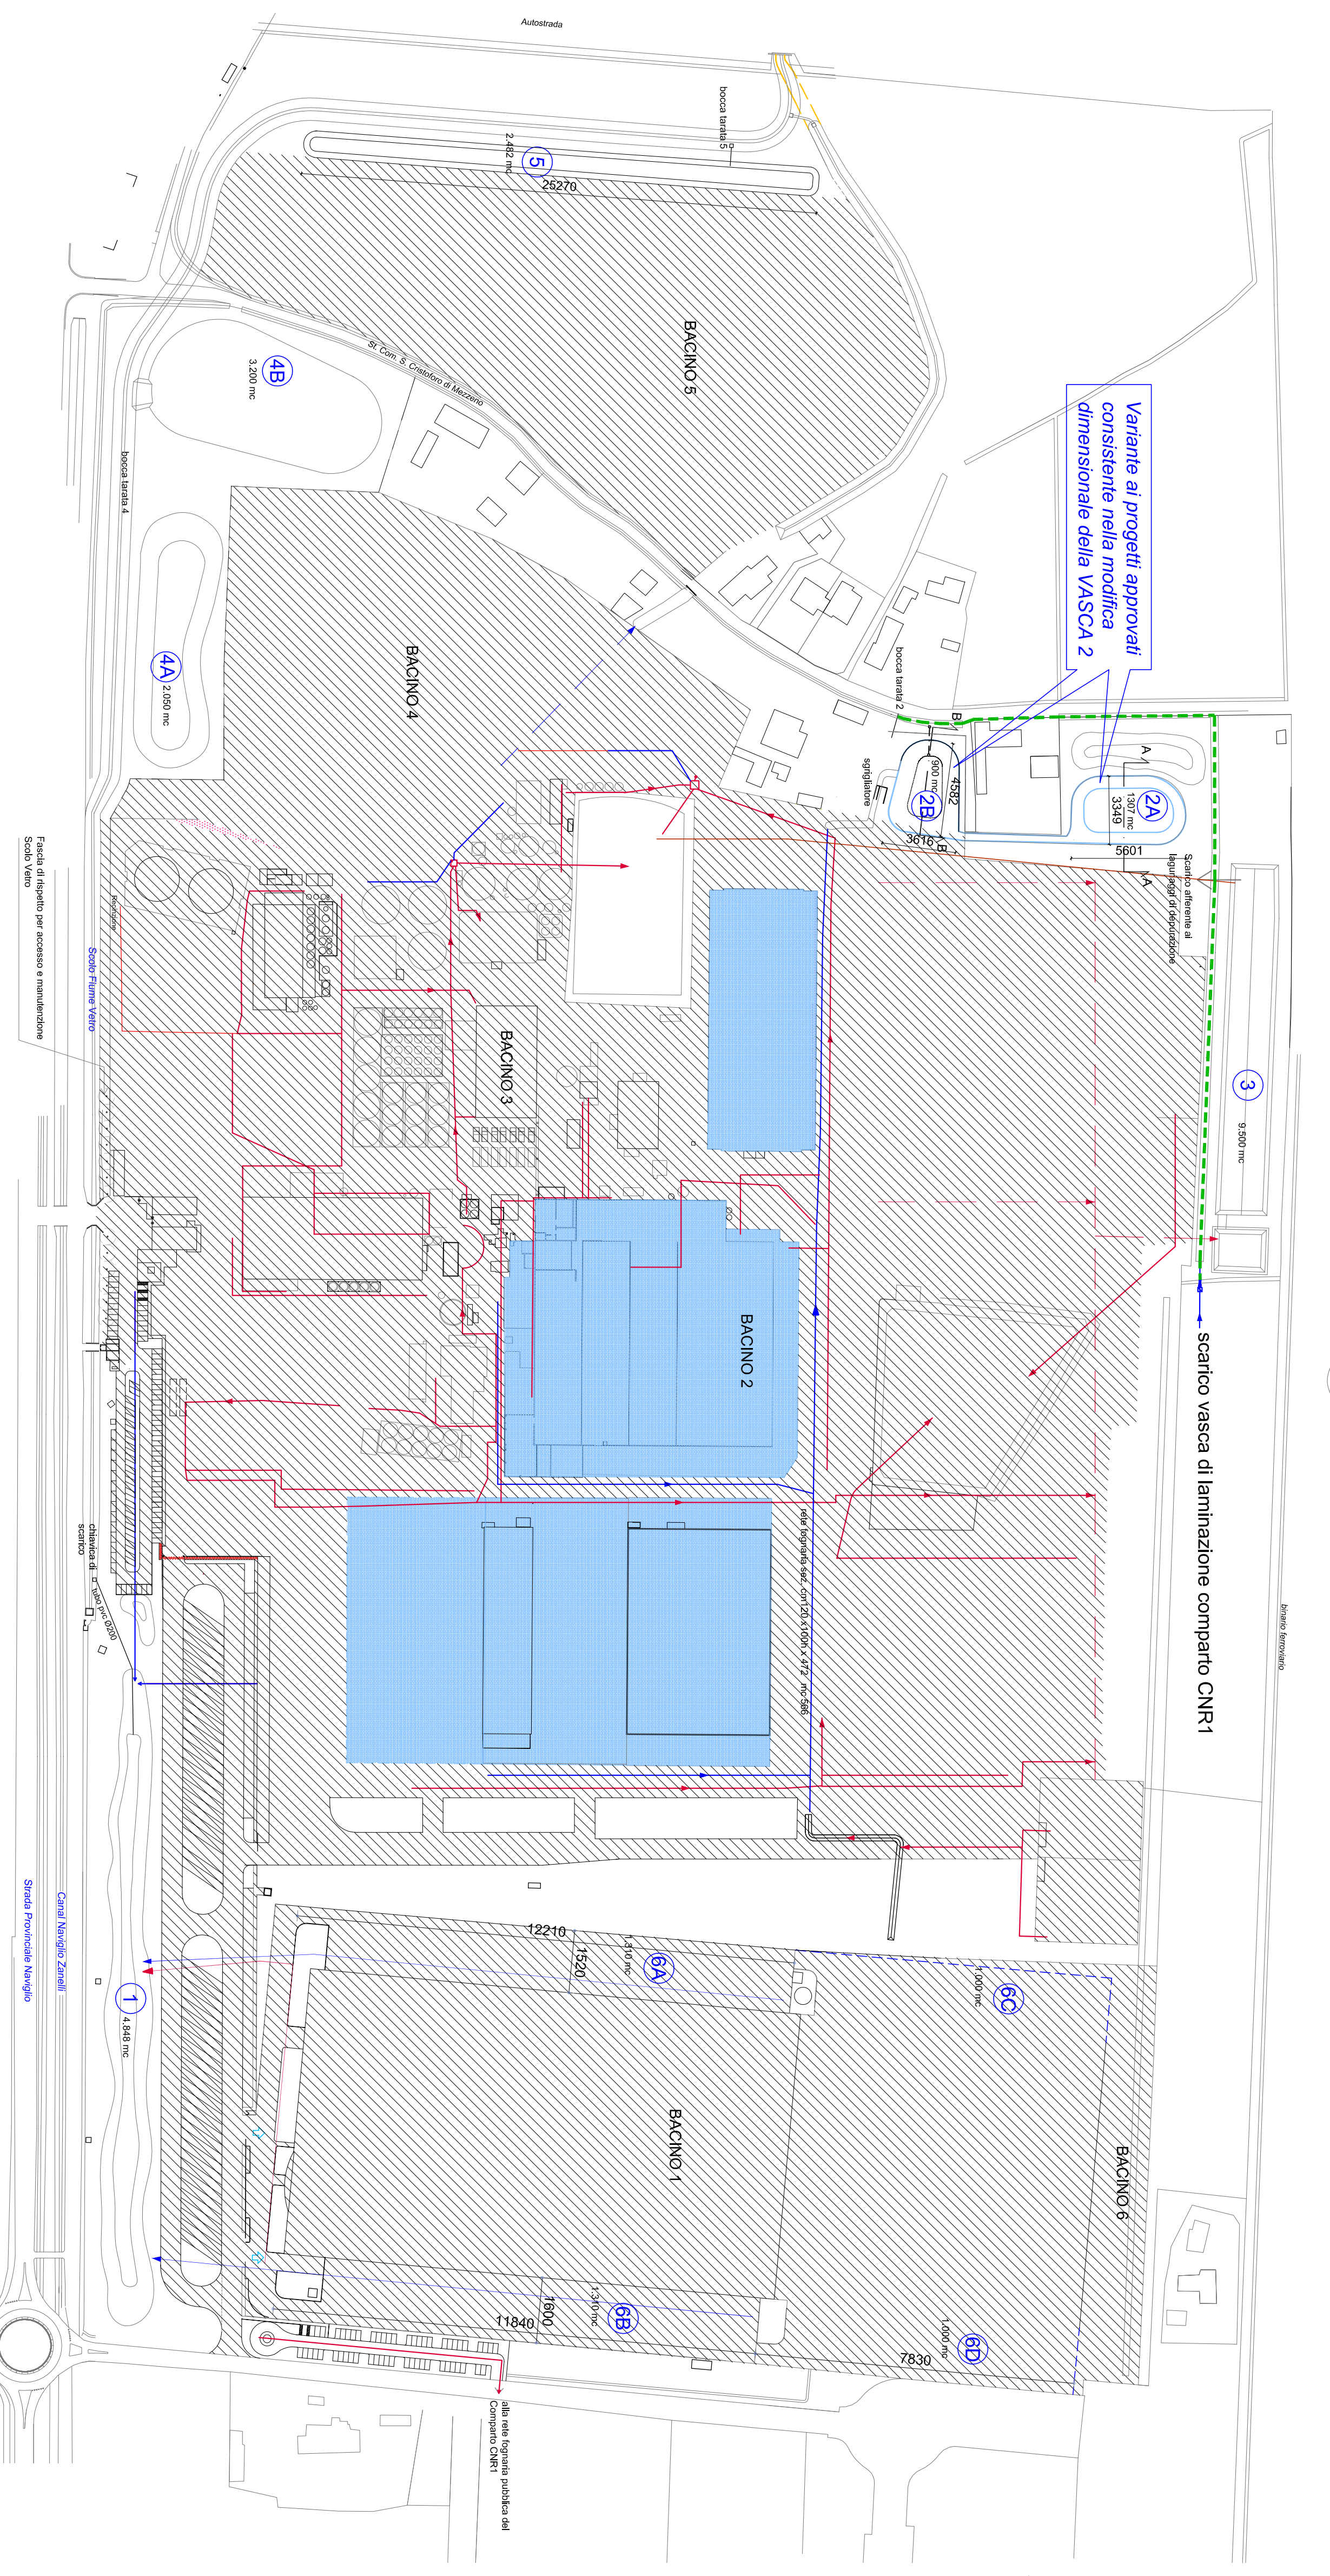 Autostrada
bocca tarata 5
5
2.482 mc
25270
BACINO 5
St. Com. S. Cristoforo di Mezzeno
4B
3.200 mc
bocca tarata 4
Variante ai progetti approvati
consistente nella modifica
dimensionale della VASCA 2
4A
2.050 mc
BACINO 4
bocca tarata 2
B
A
sgrigliatore
900 mc
4582
2B
3616
B
2A
1307 mc
3349
5601
A
Scarico afferente ai
lagunaggi di depurazione
3
9.500 mc
Recinzione
Scolo Fiume Vetro
Fascia di rispetto per accesso e manutenzione
Scolo Vetro
BACINO 3
BACINO 2
scarico vasca di laminazione comparto CNR1
binario ferroviario
rete fognaria sez. cm120 x100h x 472 mc 566
chiavica di
scarico
tubo pvc Ø200
Strada Provinciale Naviglio
Canal Naviglio Zanelli
1
4.848 mc
12210
1520
1.310 mc
6A
1.000 mc
6C
BACINO 1
BACINO 6
11840
1600
1.310 mc
6B
7830
1.000 mc
6D
alla rete fognaria pubblica del
Comparto CNR1